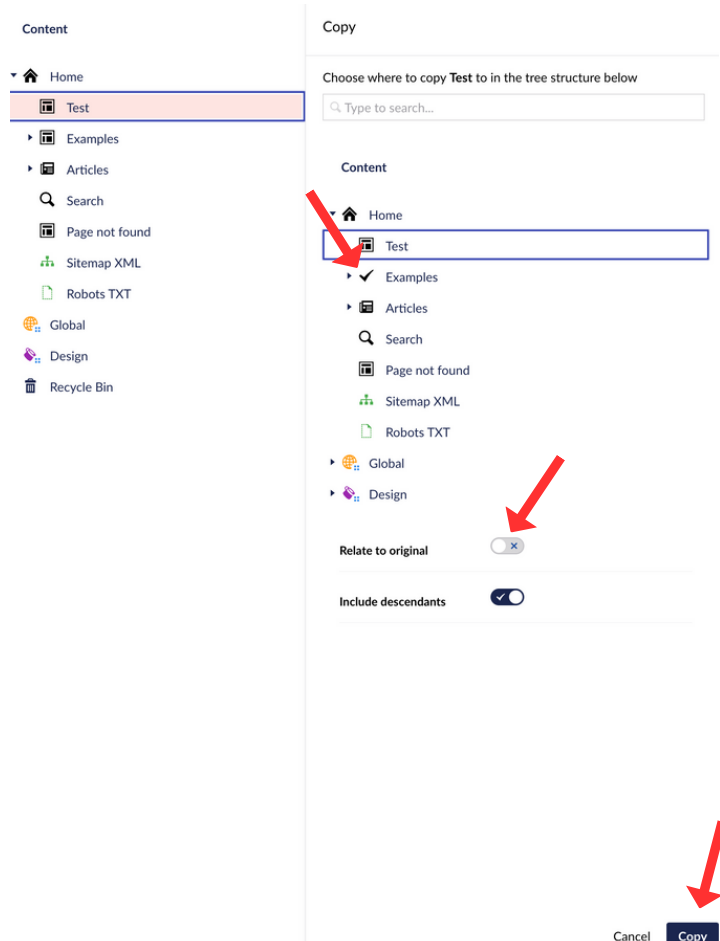 Content
Home
Test
Examples
Articles
Search
Page not found
Sitemap XML
Robots TXT
Global
Design
Recycle Bin
Copy
Choose where to copy Test to in the tree structure below
Type to search...
Content
Home
Test
Examples
Articles
Search
Page not found
Sitemap XML
Robots TXT
Global
Design
Relate to original
Include descendants
Cancel
Copy